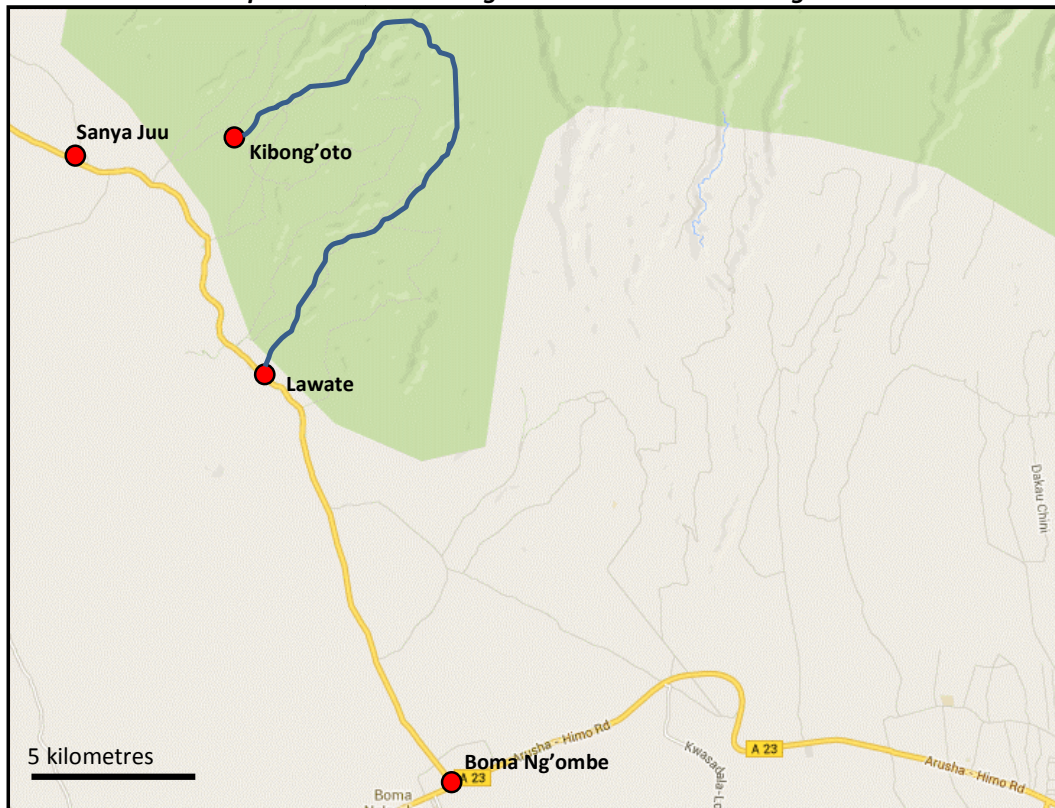 Sanya Juu
Kibong’oto
Lawate
Dakau Chini
5 kilometres
Arusha - Himo Rd
Boma Ng’ombe
A 23
A 23
Kwasadala-Lo
Arusha - Himo Rd
Boma